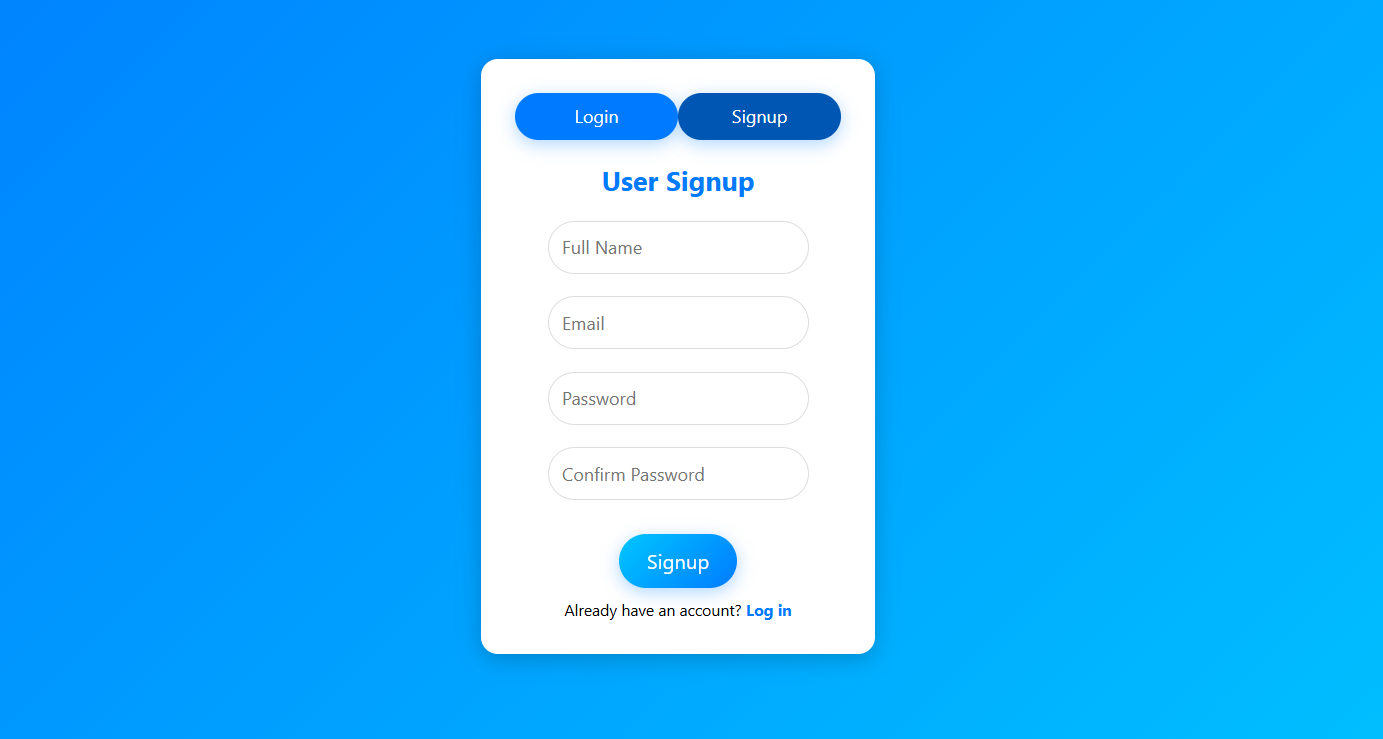 Login Signup
User Signup
Full Name
Email
Password
Confirm Password
Signup
Already have an account? Log in